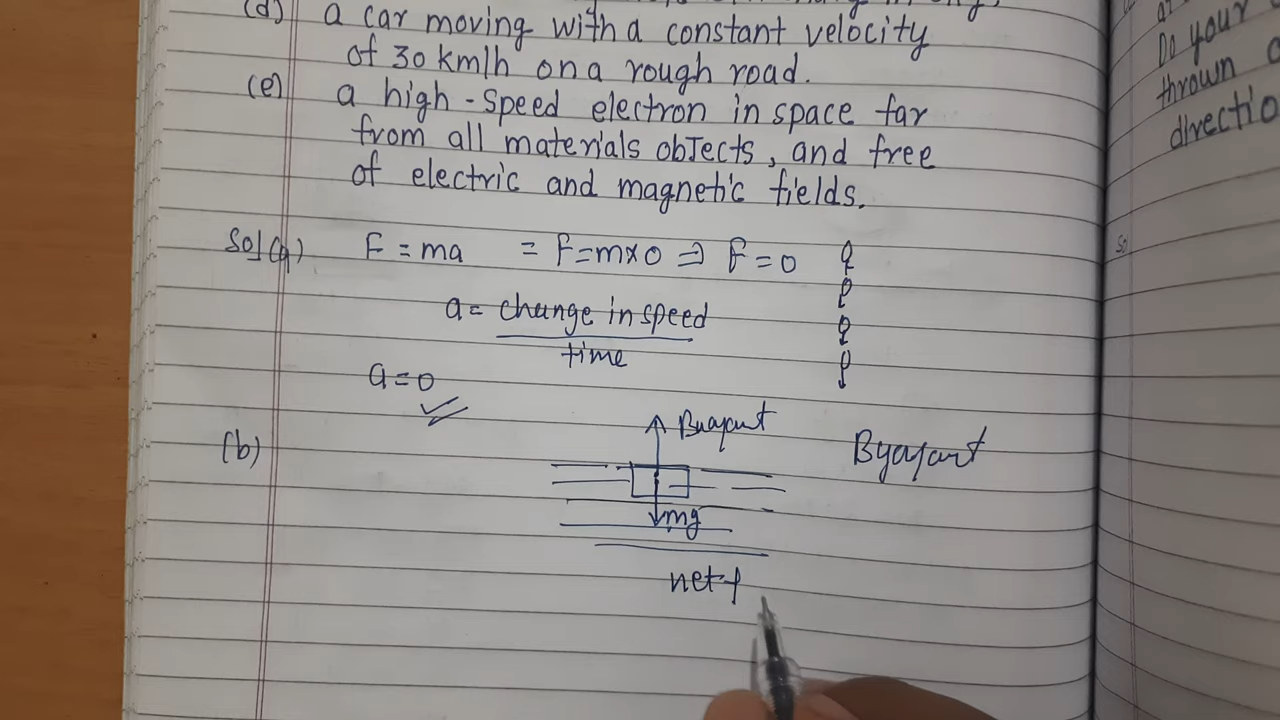 (d) a car moving with a constant velocity
of 30 km/h on a rough road.
(e) a high-speed electron in space far
from all materials objects, and free
of electric and magnetic fields.
Sol(a) F = ma = F=m×0 ⇒ F=0
a= change in speed
time
a=0
(b)
Buayant
Byayant
mg
net f
Do your
thrown
directio